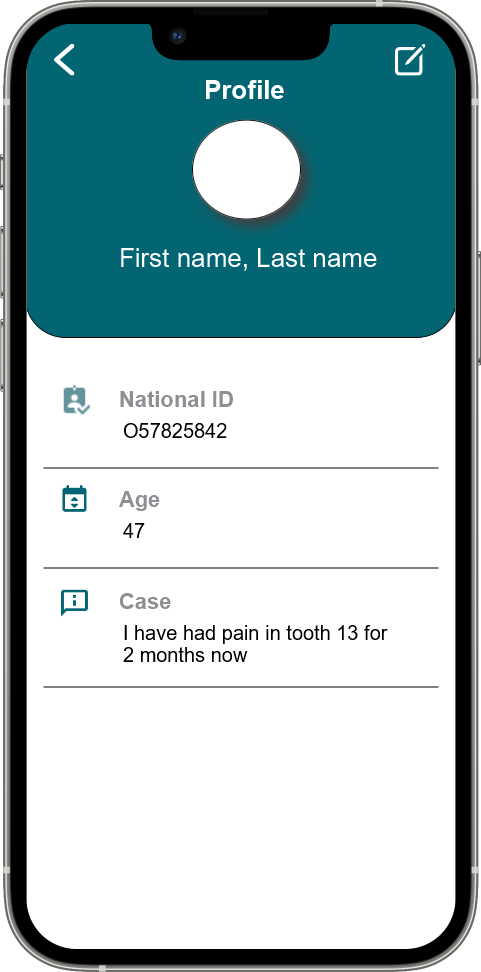 Profile
First name, Last name
National ID
O57825842
Age
47
Case
I have had pain in tooth 13 for
2 months now